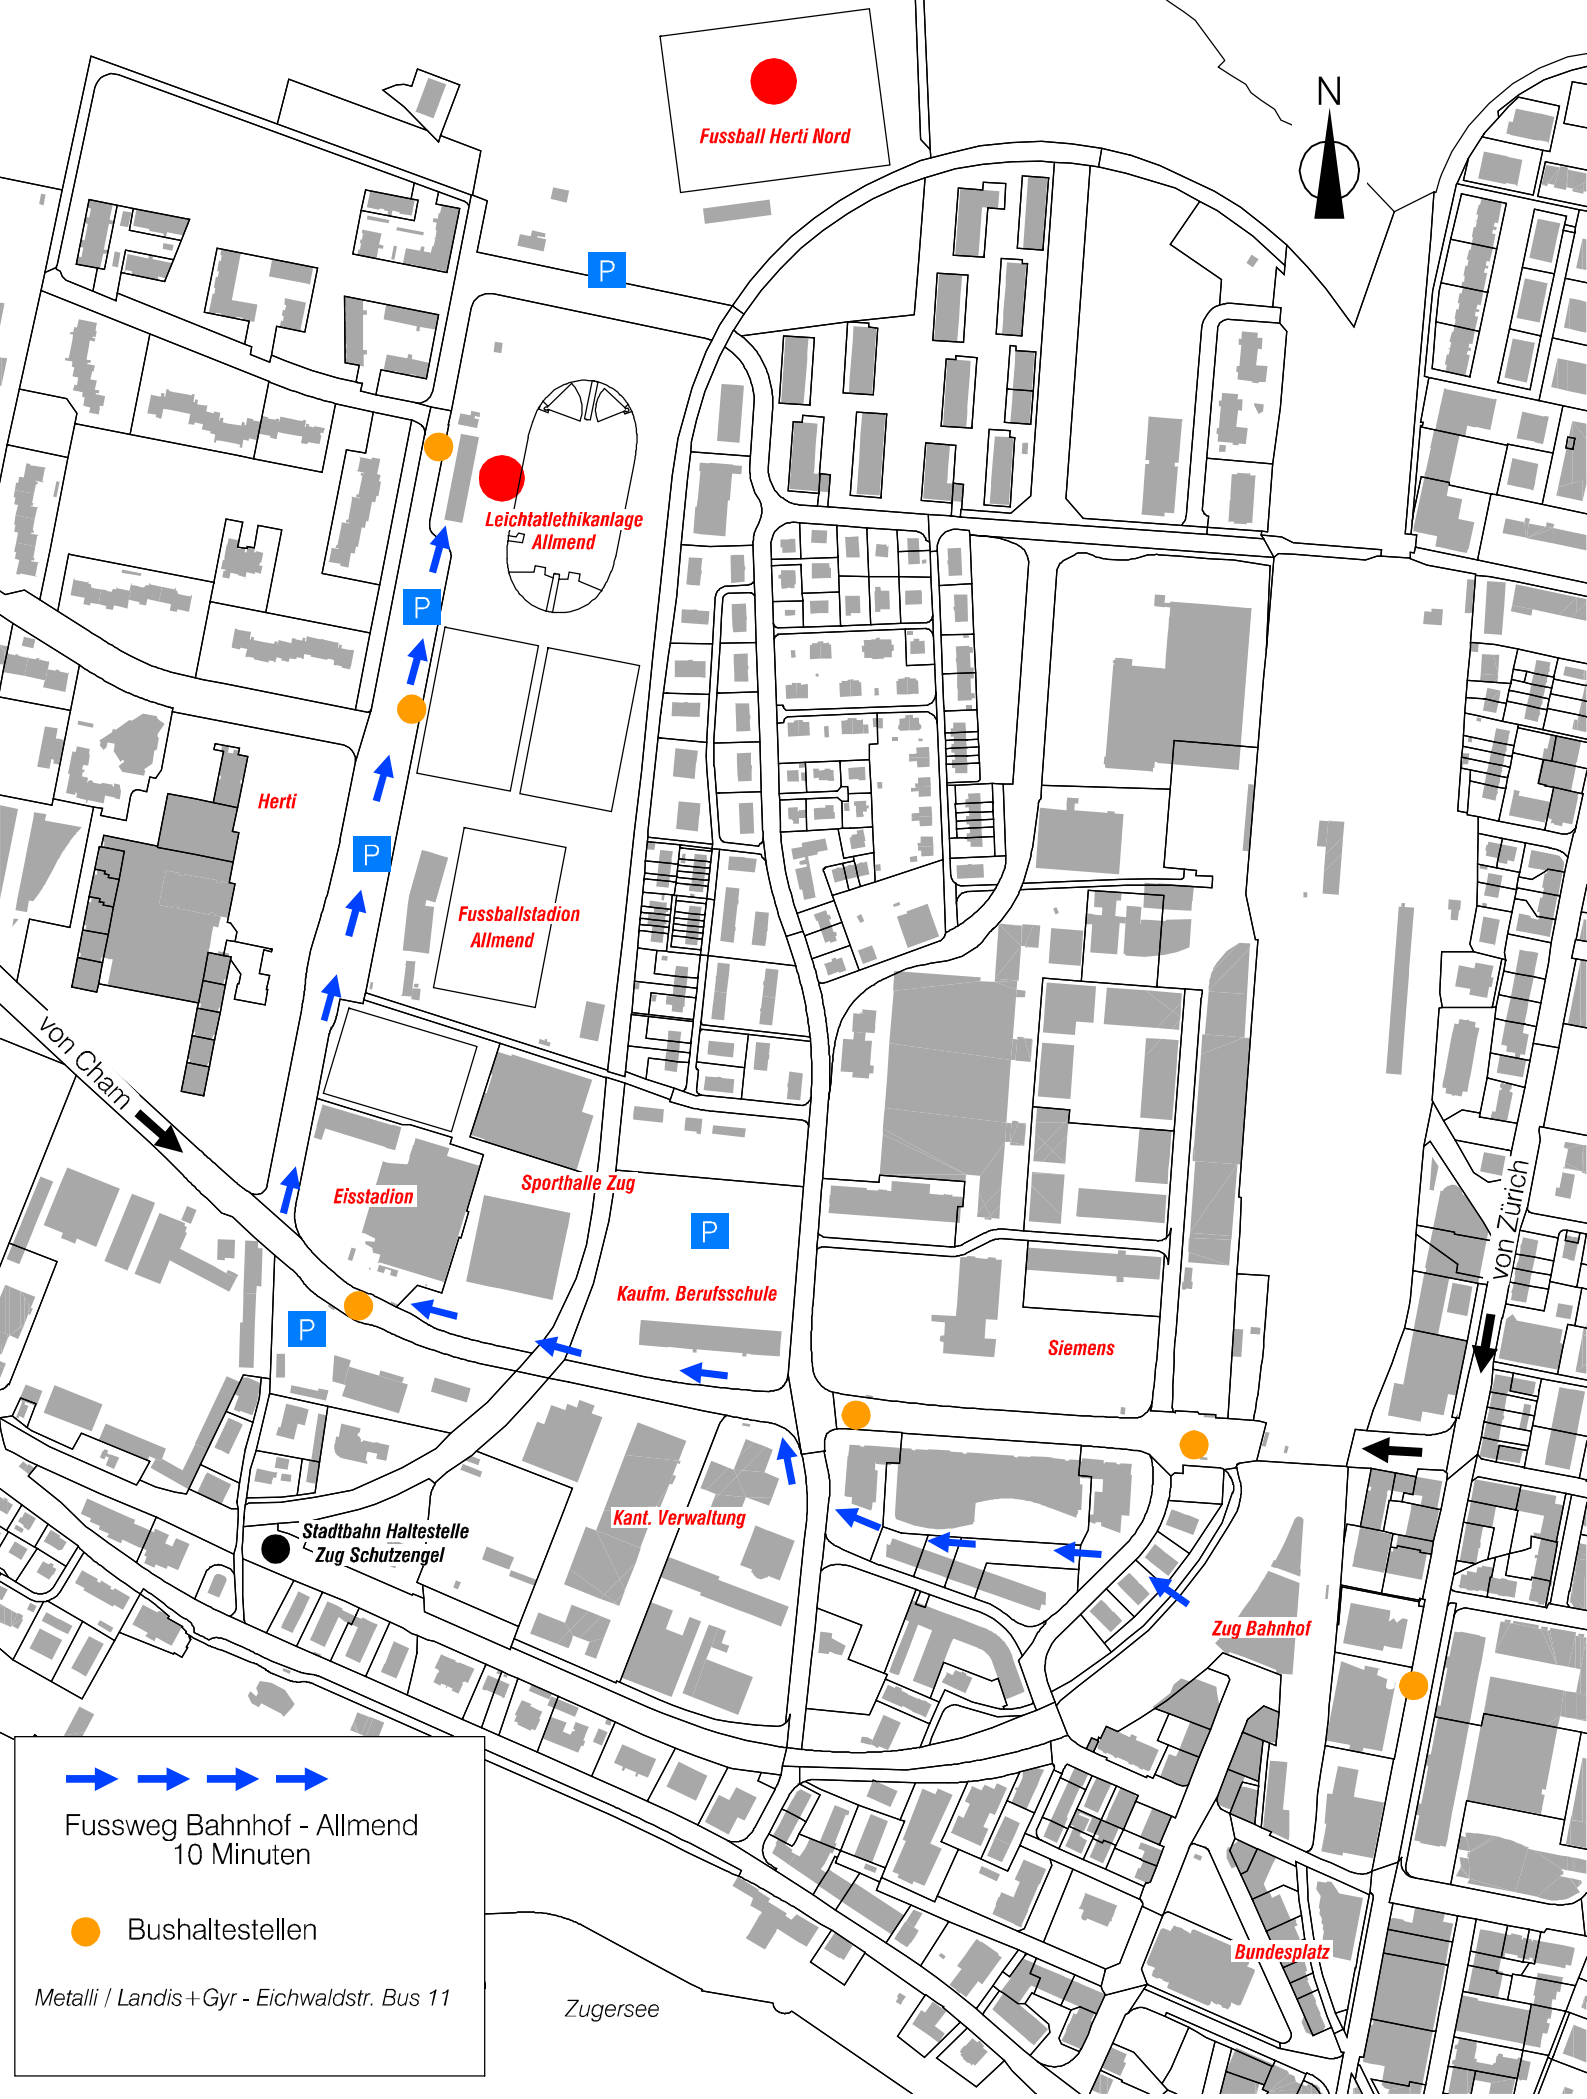 N
Fussball Herti Nord
P
Leichtatlethikanlage
Allmend
P
Herti
P
Fussballstadion
Allmend
von Cham
Eisstadion
Sporthalle Zug
P
von Zürich
Kaufm. Berufsschule
P
Siemens
Kant. Verwaltung
Stadtbahn Haltestelle
Zug Schutzengel
Zug Bahnhof
Bundesplatz
Zugersee
Fussweg Bahnhof - Allmend
10 Minuten
Bushaltestellen
Metalli / Landis+Gyr - Eichwaldstr. Bus 11